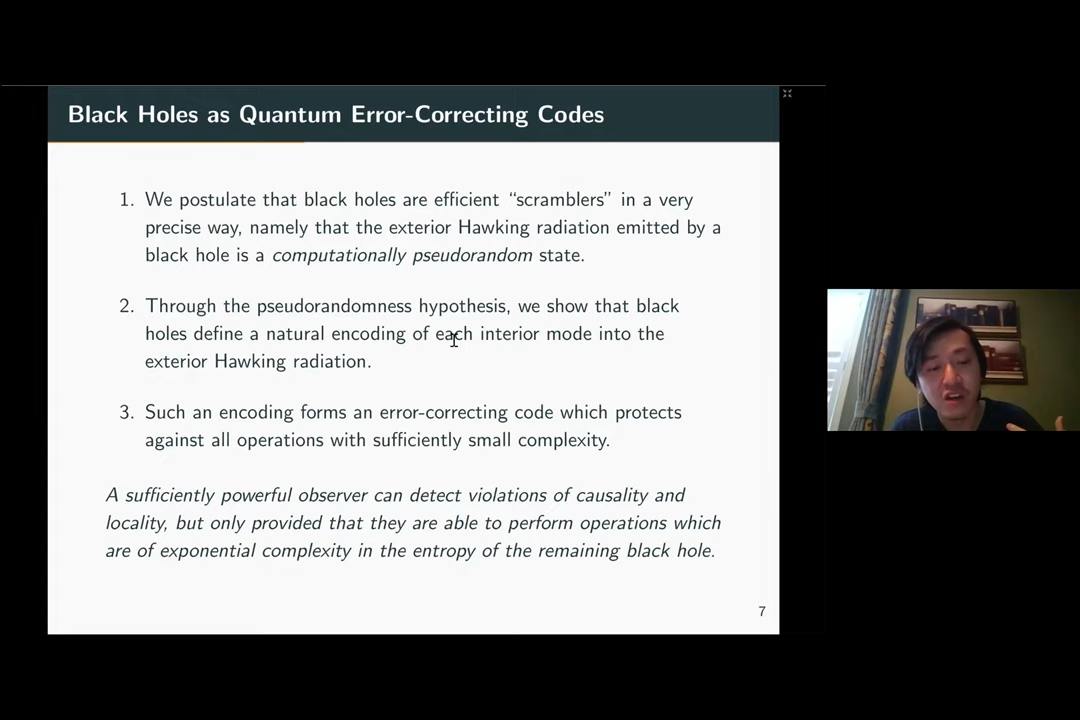 Black Holes as Quantum Error-Correcting Codes
1. We postulate that black holes are efficient “scramblers” in a very
precise way, namely that the exterior Hawking radiation emitted by a
black hole is a computationally pseudorandom state.
2. Through the pseudorandomness hypothesis, we show that black
holes define a natural encoding of each interior mode into the
exterior Hawking radiation.
3. Such an encoding forms an error-correcting code which protects
against all operations with sufficiently small complexity.
A sufficiently powerful observer can detect violations of causality and
locality, but only provided that they are able to perform operations which
are of exponential complexity in the entropy of the remaining black hole.
7